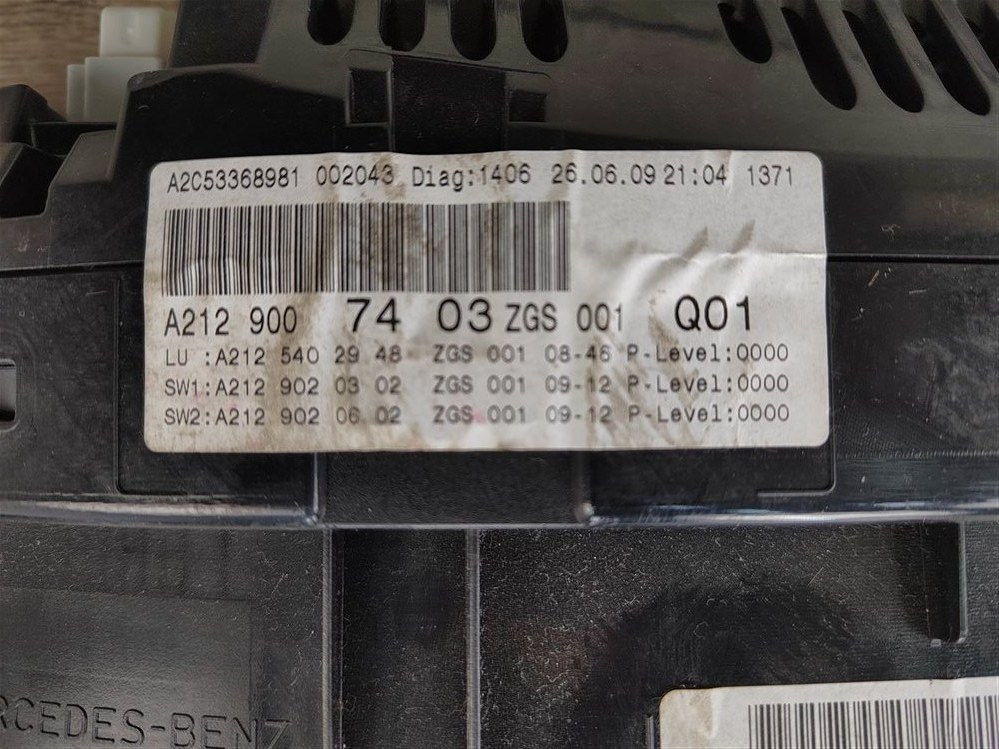 A2C53368981 002043 Diag:1406 26.06.09 21:04 1371
A212 900 74 03 ZGS 001 Q01
LU :A212 540 29 48 ZGS 001 08-46 P-Level:0000
SW1:A212 902 03 02 ZGS 001 09-12 P-Level:0000
SW2:A212 902 06 02 ZGS 001 09-12 P-Level:0000
RCEDES-BENZ